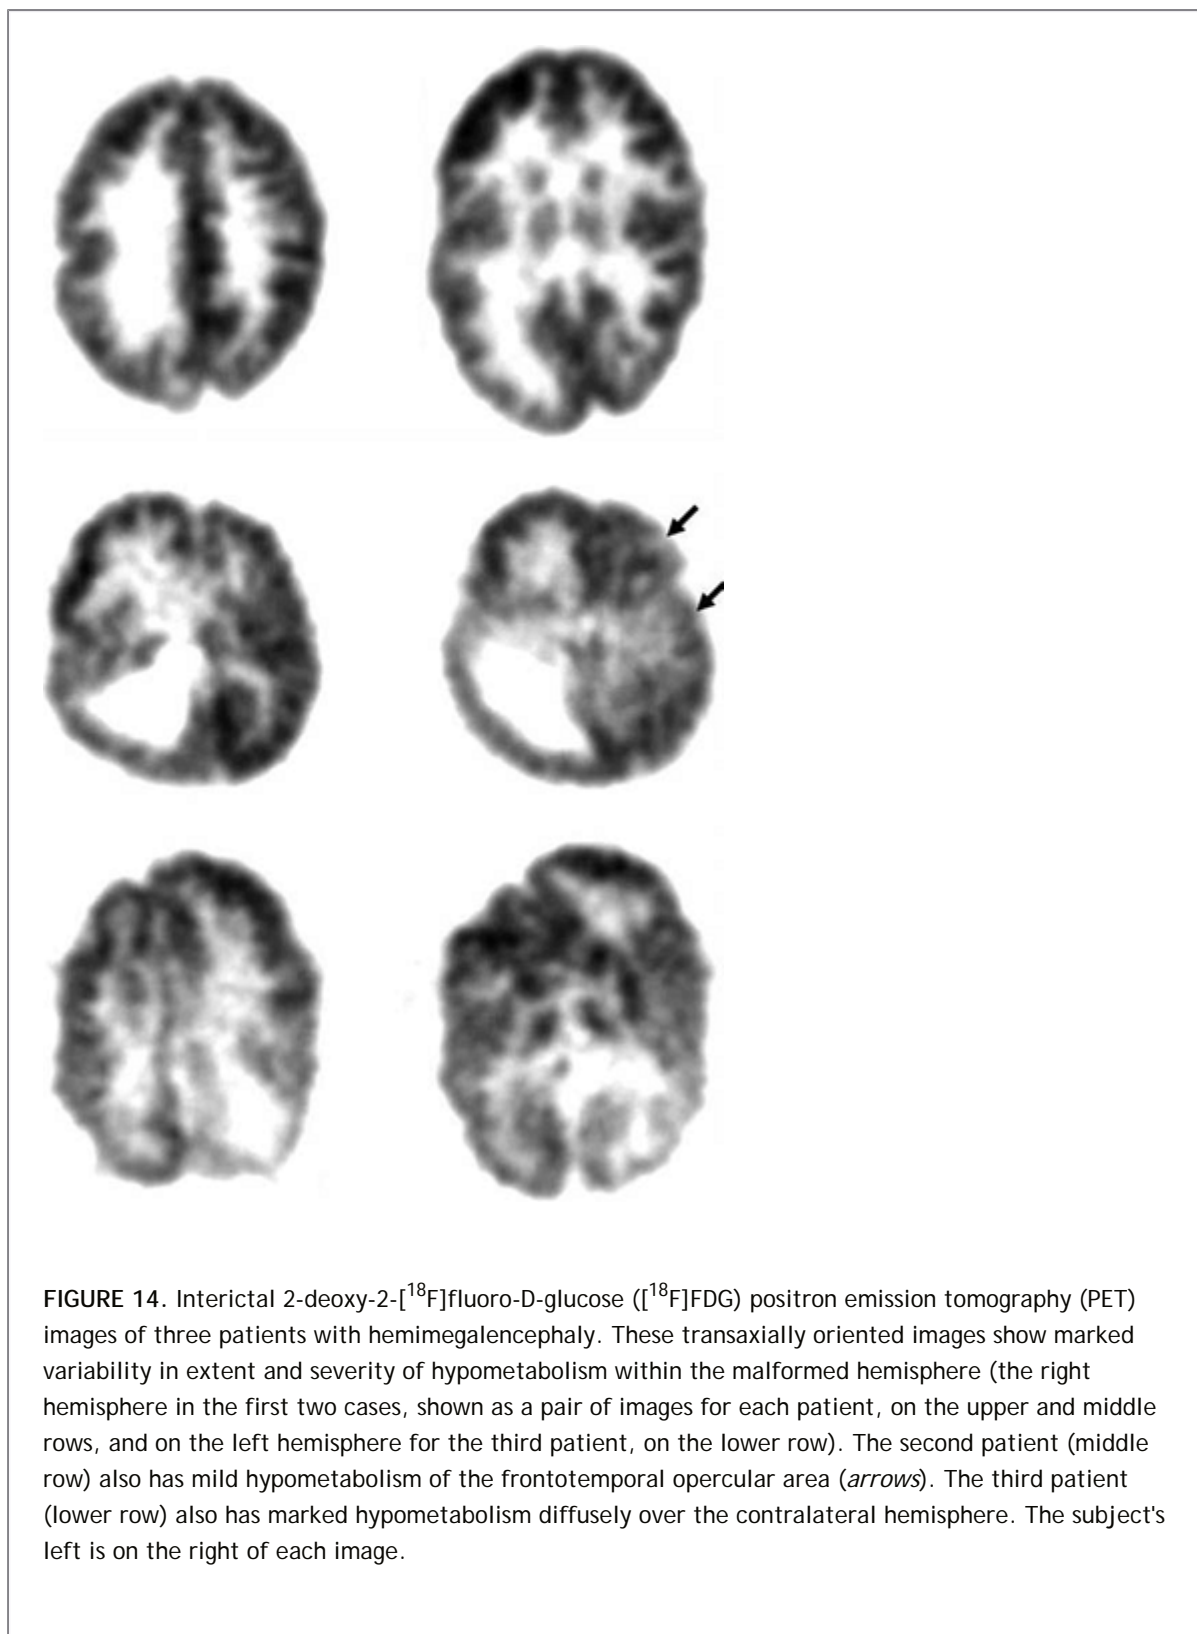 FIGURE 14. Interictal 2-deoxy-2-[18F]fluoro-D-glucose ([18F]FDG) positron emission tomography (PET)
images of three patients with hemimegalencephaly. These transaxially oriented images show marked
variability in extent and severity of hypometabolism within the malformed hemisphere (the right
hemisphere in the first two cases, shown as a pair of images for each patient, on the upper and middle
rows, and on the left hemisphere for the third patient, on the lower row). The second patient (middle
row) also has mild hypometabolism of the frontotemporal opercular area (arrows). The third patient
(lower row) also has marked hypometabolism diffusely over the contralateral hemisphere. The subject's
left is on the right of each image.